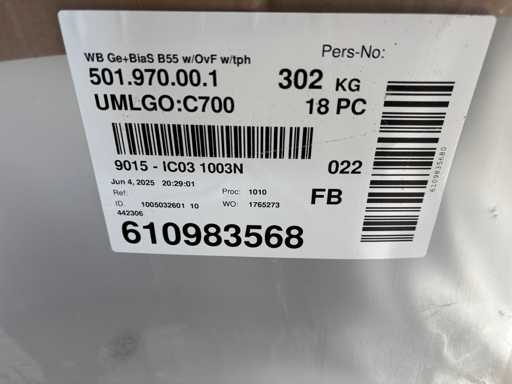 WB Ge+BiaS B55 w/OvF w/tph
Pers-No:
501.970.00.1
302 KG
UMLGO:C700
18 PC
9015 - IC03 1003N
022
Jun 4, 2025 20:29:01
Ref:
Proc: 1010
FB
ID. 1005032601 10
WO: 1765273
442306
610983568
6109835680